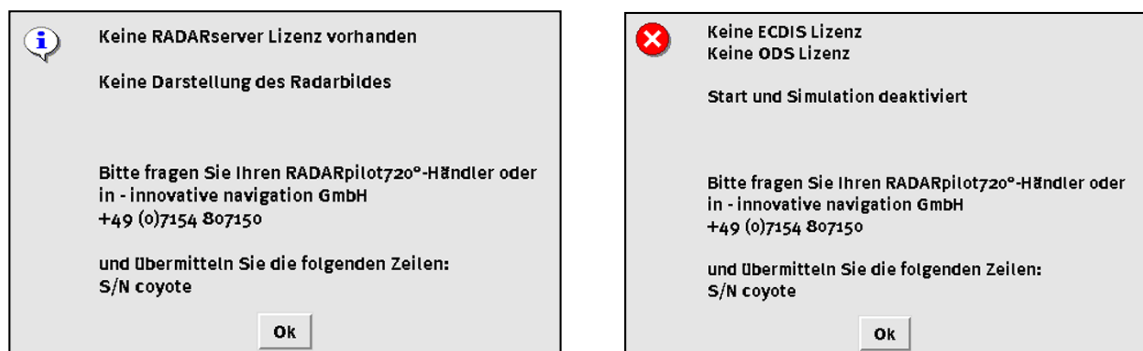 Keine RADARserver Lizenz vorhanden
Keine Darstellung des Radarbildes
Bitte fragen Sie Ihren RADARpilot720°-Händler oder
in - innovative navigation GmbH
+49 (0)7154 807150
und übermitteln Sie die folgenden Zeilen:
S/N coyote
Ok
Keine ECDIS Lizenz
Keine ODS Lizenz
Start und Simulation deaktiviert
Bitte fragen Sie Ihren RADARpilot720°-Händler oder
in - innovative navigation GmbH
+49 (0)7154 807150
und übermitteln Sie die folgenden Zeilen:
S/N coyote
Ok